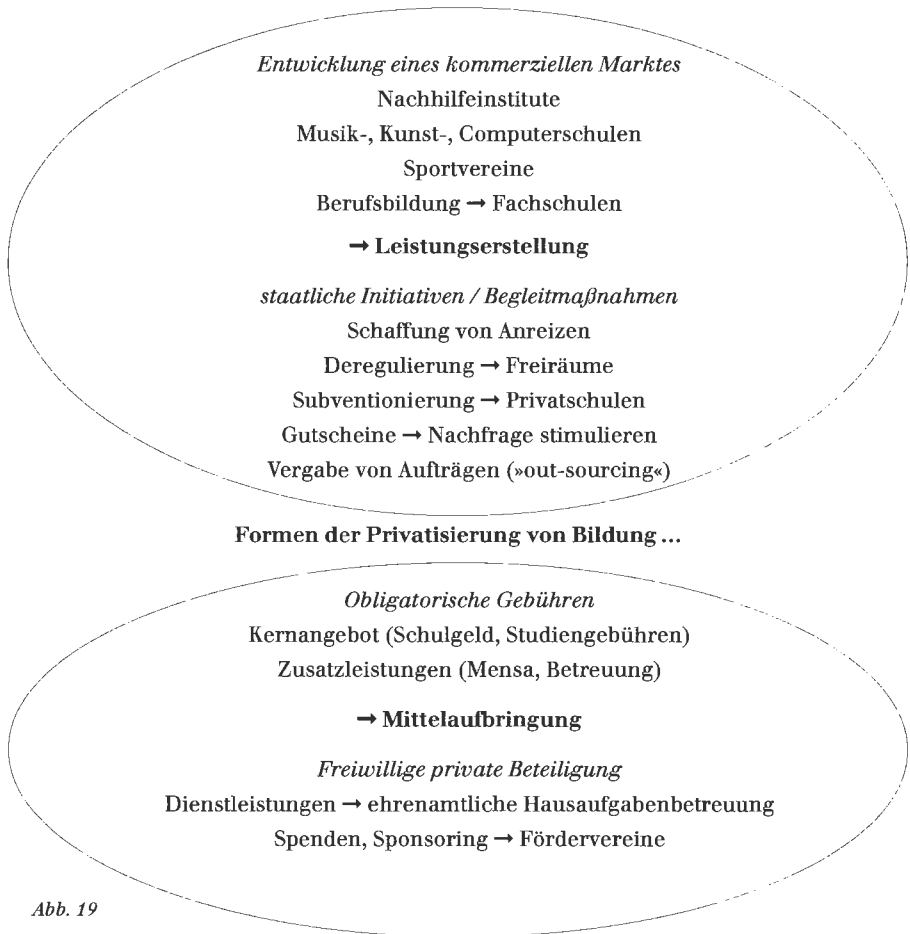 Entwicklung eines kommerziellen Marktes
Nachhilfeinstitute
Musik-, Kunst-, Computerschulen
Sportvereine
Berufsbildung → Fachschulen
→ Leistungserstellung
staatliche Initiativen / Begleitmaßnahmen
Schaffung von Anreizen
Deregulierung → Freiräume
Subventionierung → Privatschulen
Gutscheine → Nachfrage stimulieren
Vergabe von Aufträgen (»out-sourcing«)
Formen der Privatisierung von Bildung ...
Obligatorische Gebühren
Kernangebot (Schulgeld, Studiengebühren)
Zusatzleistungen (Mensa, Betreuung)
→ Mittelaufbringung
Freiwillige private Beteiligung
Dienstleistungen → ehrenamtliche Hausaufgabenbetreuung
Spenden, Sponsoring → Fördervereine
Abb. 19